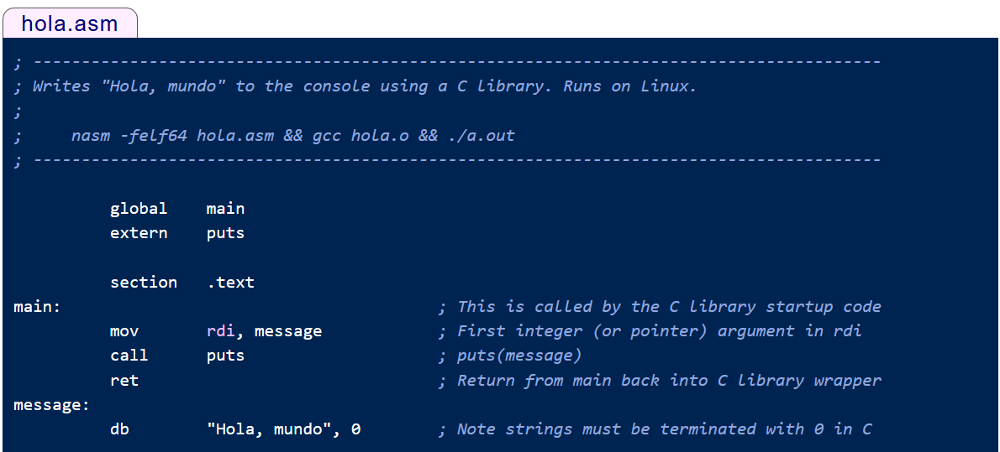 hola.asm
; ----------------------------------------------------------------------------------------
; Writes "Hola, mundo" to the console using a C library. Runs on Linux.
;
;     nasm -felf64 hola.asm && gcc hola.o && ./a.out
; ----------------------------------------------------------------------------------------
          global    main
          extern    puts
          section   .text
main:                                       ; This is called by the C library startup code
          mov       rdi, message            ; First integer (or pointer) argument in rdi
          call      puts                    ; puts(message)
          ret                               ; Return from main back into C library wrapper
message:
          db        "Hola, mundo", 0        ; Note strings must be terminated with 0 in C